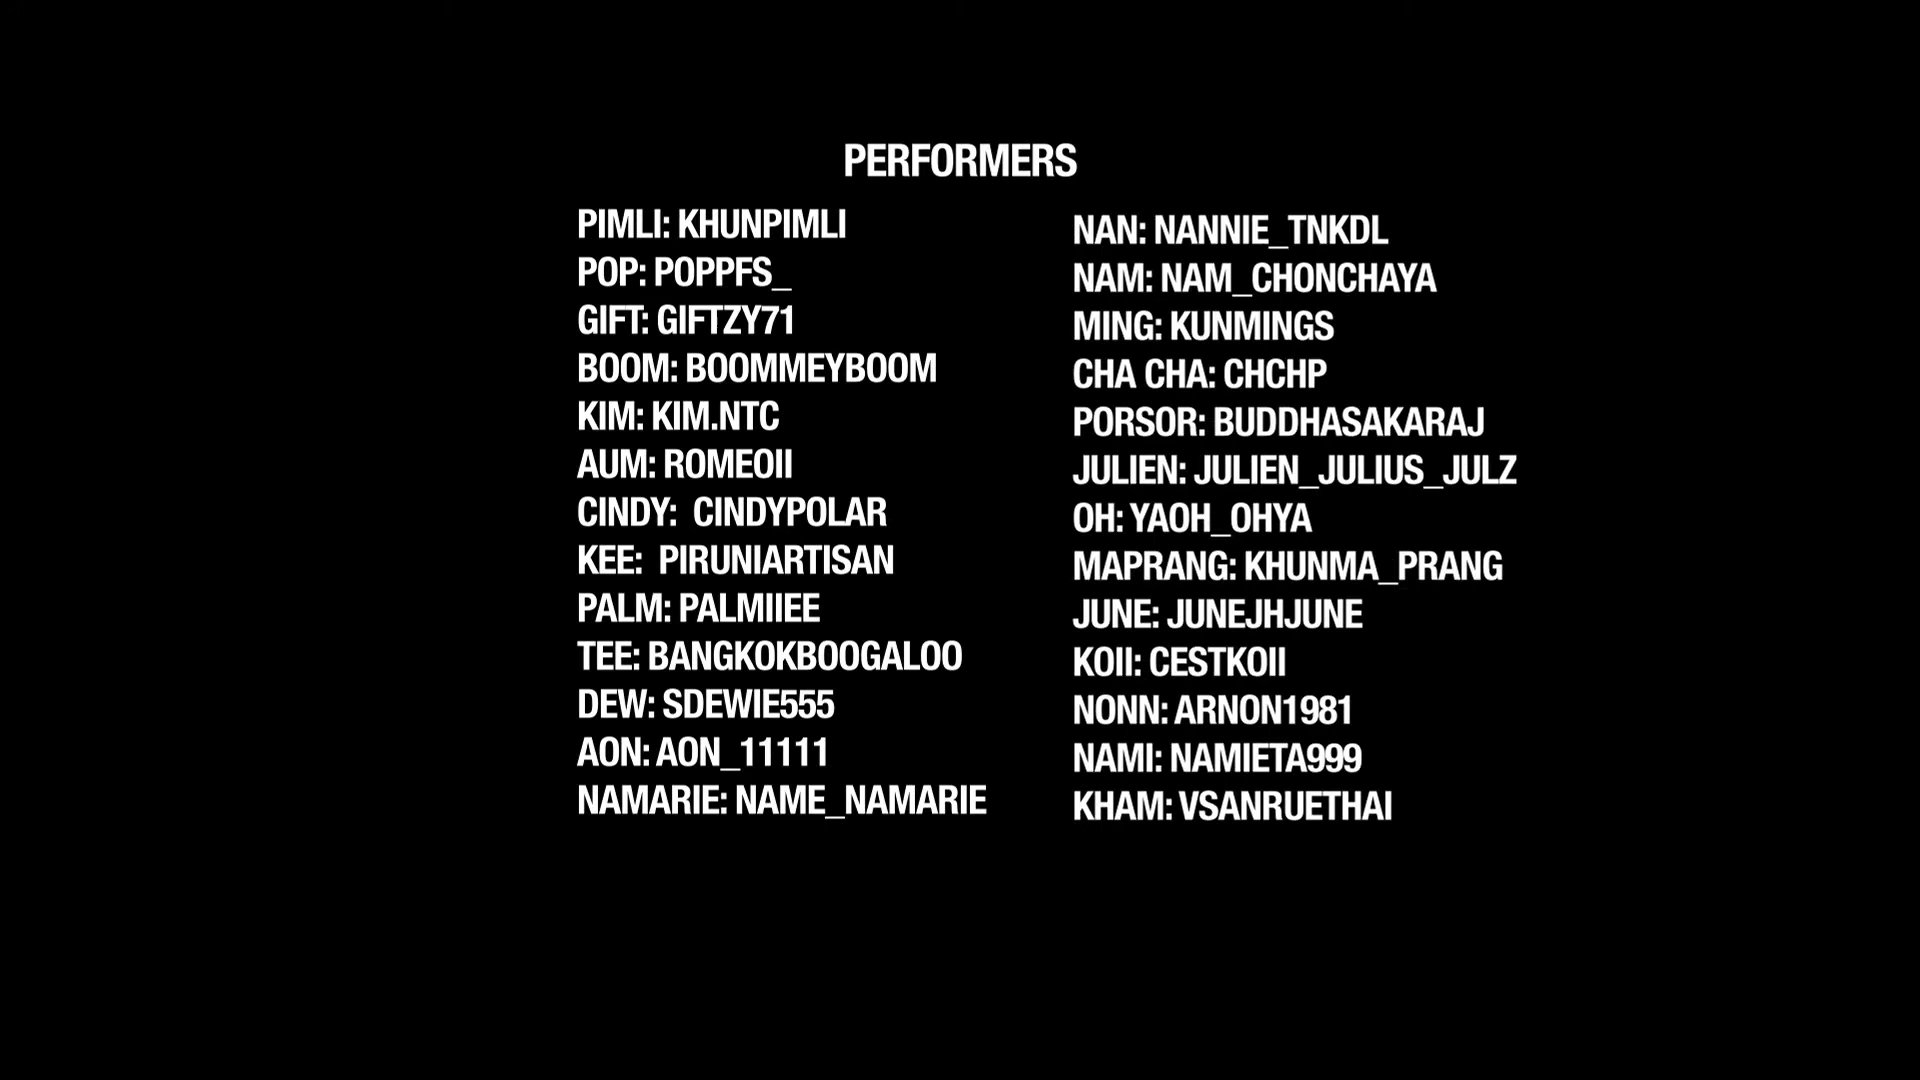 PERFORMERS
PIMLI: KHUNPIMLI
POP: POPPFS_
GIFT: GIFTZY71
BOOM: BOOMMEYBOOM
KIM: KIM.NTC
AUM: ROMEOII
CINDY:  CINDYPOLAR
KEE:  PIRUNIARTISAN
PALM: PALMIIEE
TEE: BANGKOKBOOGALOO
DEW: SDEWIE555
AON: AON_11111
NAMARIE: NAME_NAMARIE
NAN: NANNIE_TNKDL
NAM: NAM_CHONCHAYA
MING: KUNMINGS
CHA CHA: CHCHP
PORSOR: BUDDHASAKARAJ
JULIEN: JULIEN_JULIUS_JULZ
OH: YAOH_OHYA
MAPRANG: KHUNMA_PRANG
JUNE: JUNEJHJUNE
KOII: CESTKOII
NONN: ARNON1981
NAMI: NAMIETA999
KHAM: VSANRUETHAI